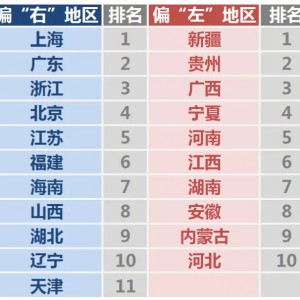 偏“右”地区 排名 偏“左”地区 排名
上海 1 新疆 1
广东 2 贵州 2
浙江 3 广西 3
北京 4 宁夏 4
江苏 5 河南 5
福建 6 江西 6
海南 7 湖南 7
山西 8 安徽 8
湖北 9 内蒙古 9
辽宁 10 河北 10
天津 11